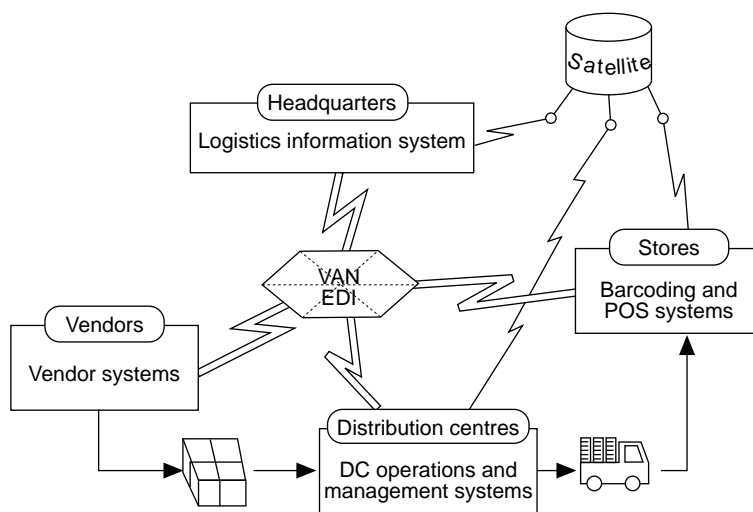 Satellite
Headquarters
Logistics information system
VAN
EDI
Stores
Barcoding and
POS systems
Vendors
Vendor systems
Distribution centres
DC operations and
management systems